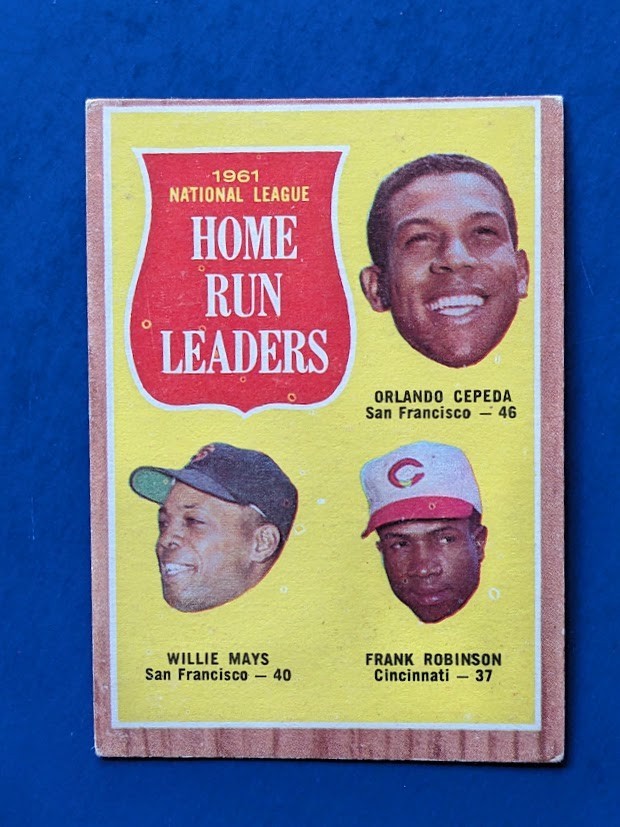 1961
NATIONAL LEAGUE
HOME
RUN
LEADERS
ORLANDO CEPEDA
San Francisco — 46
SF
C
WILLIE MAYS
San Francisco — 40
FRANK ROBINSON
Cincinnati — 37